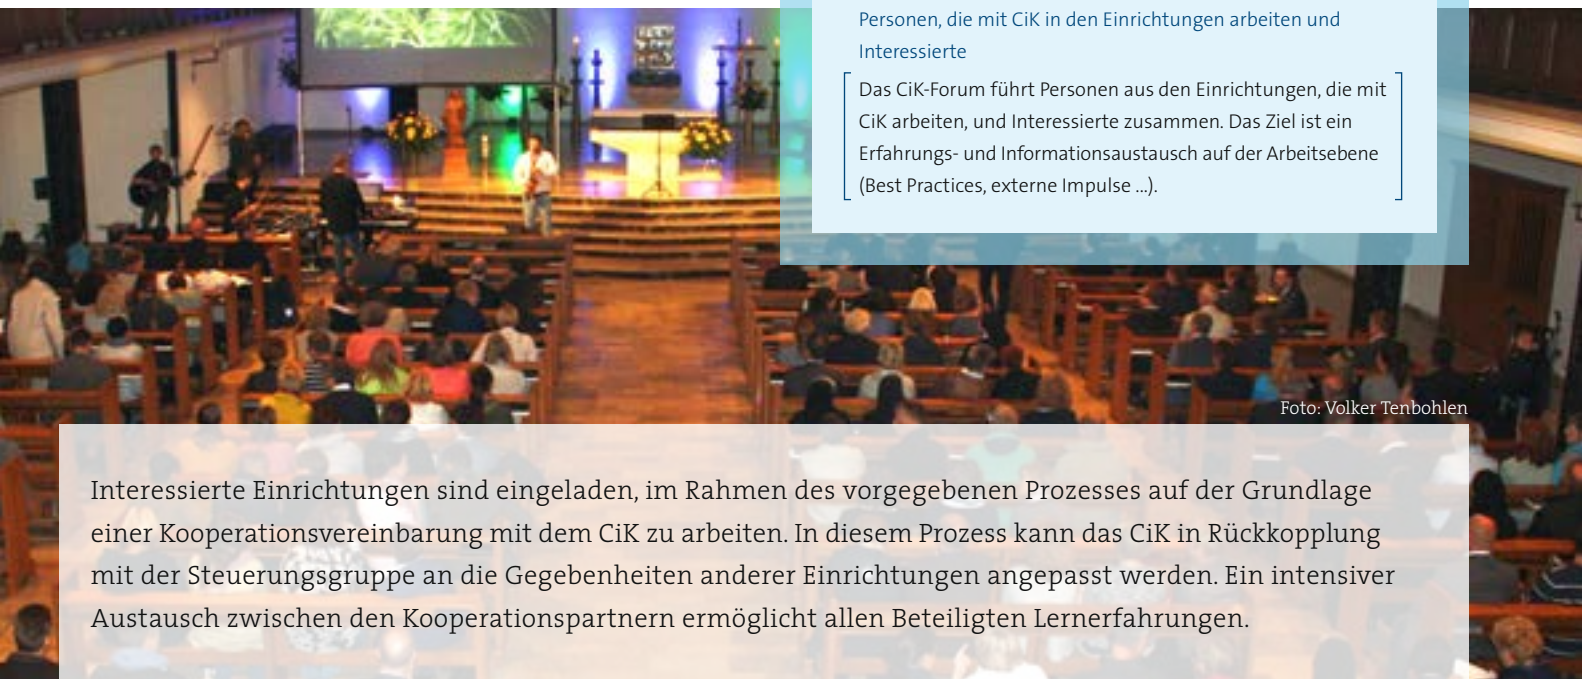 Personen, die mit CiK in den Einrichtungen arbeiten und
Interessierte
Das CiK-Forum führt Personen aus den Einrichtungen, die mit
CiK arbeiten, und Interessierte zusammen. Das Ziel ist ein
Erfahrungs- und Informationsaustausch auf der Arbeitsebene
(Best Practices, externe Impulse ...).
Foto: Volker Tenbohlen
Interessierte Einrichtungen sind eingeladen, im Rahmen des vorgegebenen Prozesses auf der Grundlage
einer Kooperationsvereinbarung mit dem CiK zu arbeiten. In diesem Prozess kann das CiK in Rückkopplung
mit der Steuerungsgruppe an die Gegebenheiten anderer Einrichtungen angepasst werden. Ein intensiver
Austausch zwischen den Kooperationspartnern ermöglicht allen Beteiligten Lernerfahrungen.